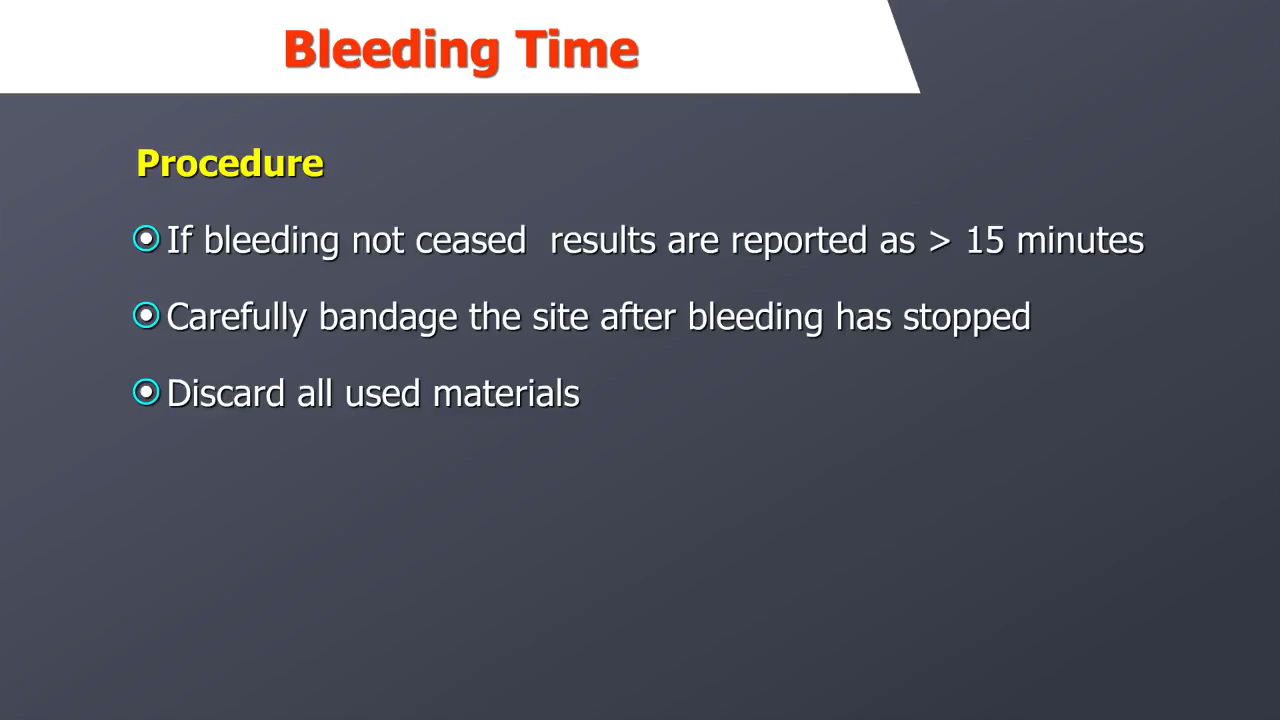 Bleeding Time
Procedure
If bleeding not ceased  results are reported as > 15 minutes
Carefully bandage the site after bleeding has stopped
Discard all used materials